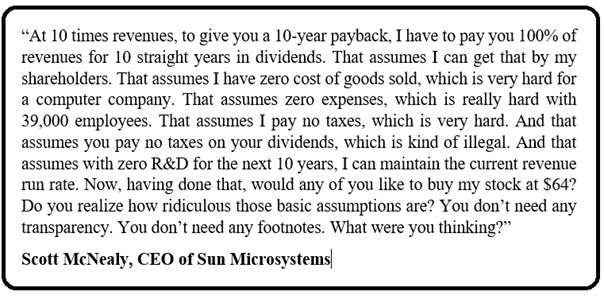 “At 10 times revenues, to give you a 10-year payback, I have to pay you 100% of
revenues for 10 straight years in dividends. That assumes I can get that by my
shareholders. That assumes I have zero cost of goods sold, which is very hard for
a computer company. That assumes zero expenses, which is really hard with
39,000 employees. That assumes I pay no taxes, which is very hard. And that
assumes you pay no taxes on your dividends, which is kind of illegal. And that
assumes with zero R&D for the next 10 years, I can maintain the current revenue
run rate. Now, having done that, would any of you like to buy my stock at $64?
Do you realize how ridiculous those basic assumptions are? You don’t need any
transparency. You don’t need any footnotes. What were you thinking?”
Scott McNealy, CEO of Sun Microsystems